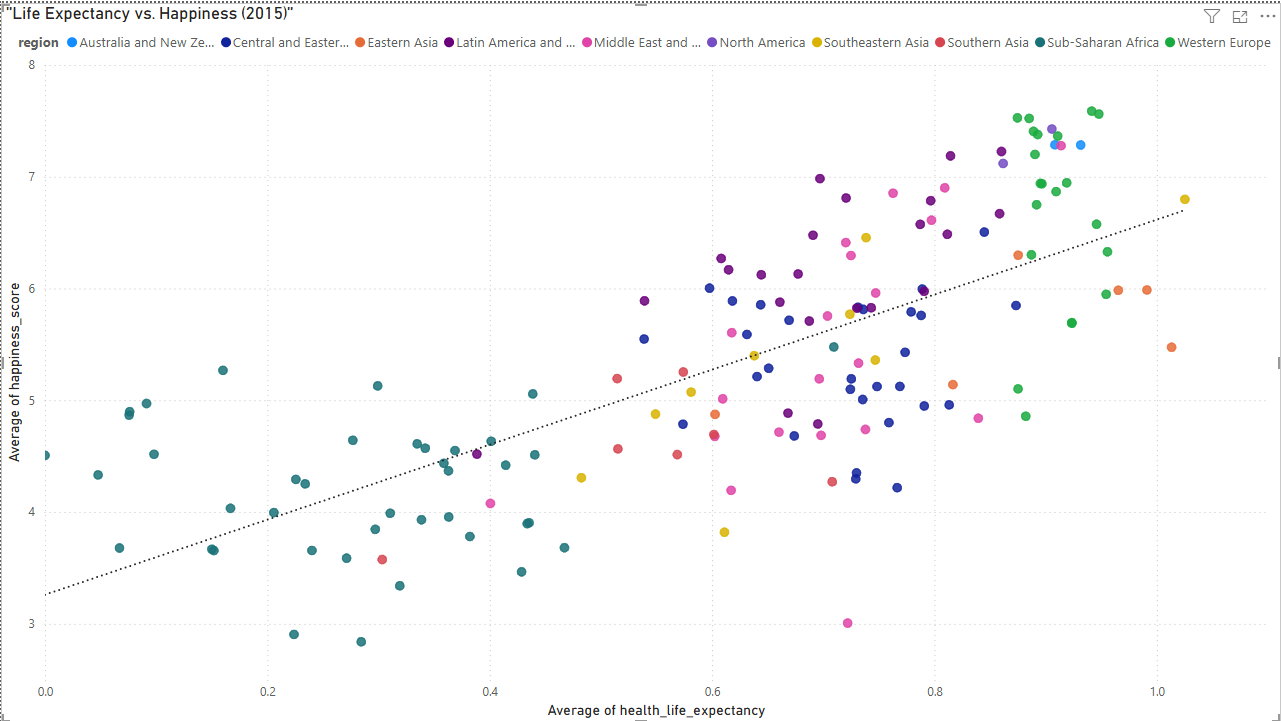 "Life Expectancy vs. Happiness (2015)"
region Australia and New Ze... Central and Easter... Eastern Asia Latin America and ... Middle East and ... North America Southeastern Asia Southern Asia Sub-Saharan Africa Western Europe
8
7
6
5
4
3
Average of happiness_score
0.0 0.2 0.4 0.6 0.8 1.0
Average of health_life_expectancy